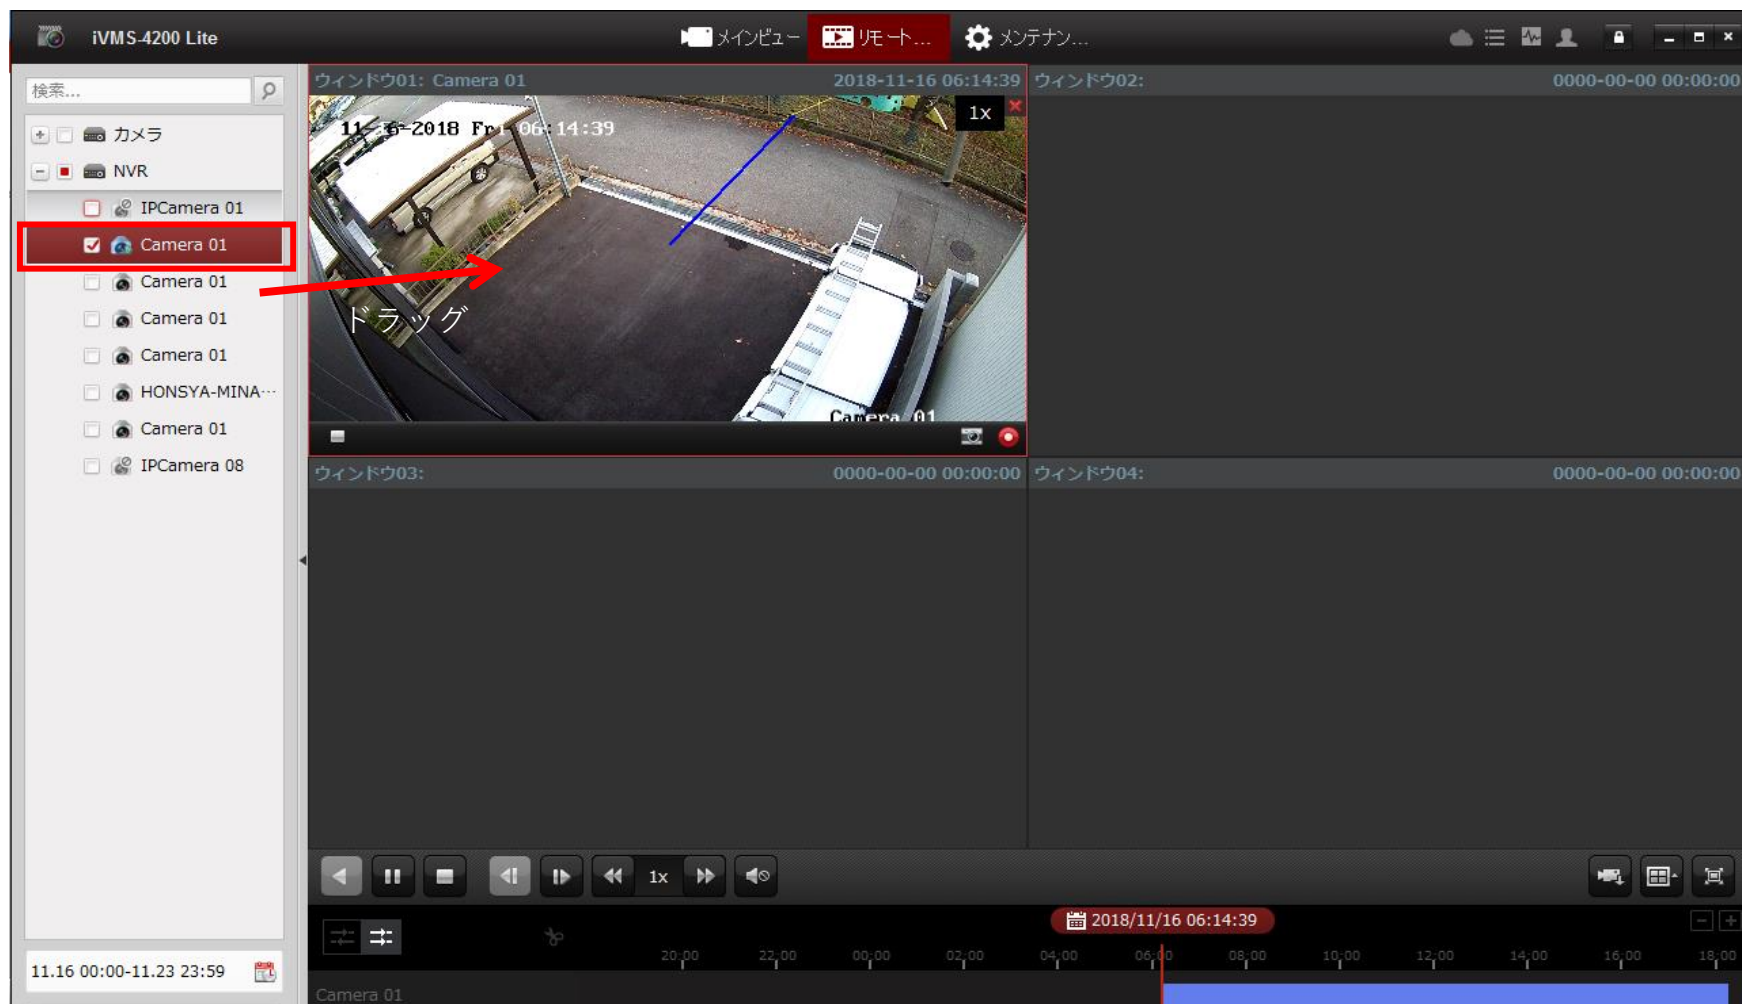 iVMS-4200 Lite
メインビュー
リモート...
メンテナン...
検索...
カメラ
NVR
IPCamera 01
Camera 01
Camera 01
Camera 01
Camera 01
HONSYA-MINA…
Camera 01
IPCamera 08
11.16 00:00-11.23 23:59
ウィンドウ01: Camera 01 2018-11-16 06:14:39
1x
11-16-2018 Fri 06:14:39
ドラッグ
Camera 01
ウィンドウ02: 0000-00-00 00:00:00
ウィンドウ03: 0000-00-00 00:00:00
ウィンドウ04: 0000-00-00 00:00:00
1x
2018/11/16 06:14:39
20:00 22:00 00:00 02:00 04:00 06:00 08:00 10:00 12:00 14:00 16:00 18:00
Camera 01